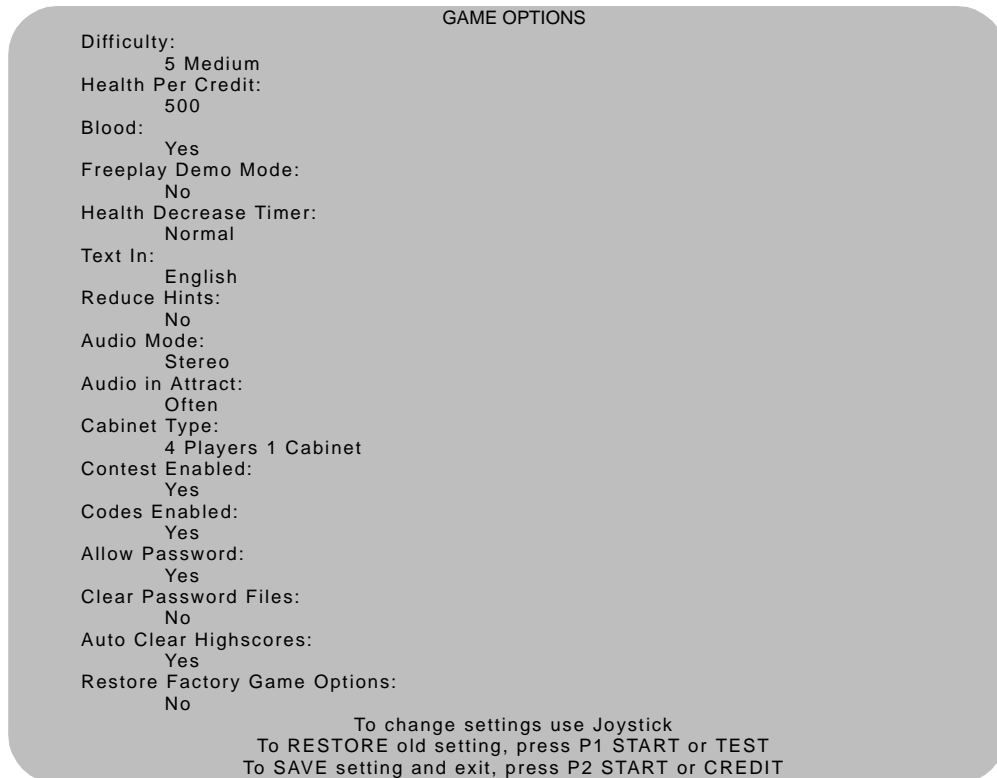 GAME OPTIONS
Difficulty:
5 Medium
Health Per Credit:
500
Blood:
Yes
Freeplay Demo Mode:
No
Health Decrease Timer:
Normal
Text In:
English
Reduce Hints:
No
Audio Mode:
Stereo
Audio in Attract:
Often
Cabinet Type:
4 Players 1 Cabinet
Contest Enabled:
Yes
Codes Enabled:
Yes
Allow Password:
Yes
Clear Password Files:
No
Auto Clear Highscores:
Yes
Restore Factory Game Options:
No
To change settings use Joystick
To RESTORE old setting, press P1 START or TEST
To SAVE setting and exit, press P2 START or CREDIT